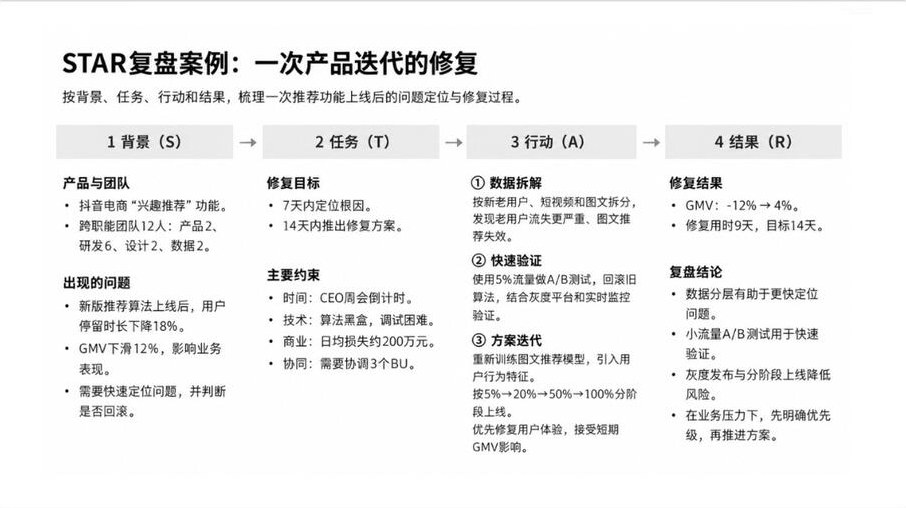 STAR复盘案例：一次产品迭代的修复
按背景、任务、行动和结果，梳理一次推荐功能上线后的问题定位与修复过程。
1 背景（S）
产品与团队
• 抖音电商“兴趣推荐”功能。
• 跨职能团队12人：产品2、
研发6、设计2、数据2。
出现的问题
• 新版推荐算法上线后，用户
停留时长下降18%。
• GMV下滑12%，影响业务
表现。
• 需要快速定位问题，并判断
是否回滚。
→
2 任务（T）
修复目标
• 7天内定位根因。
• 14天内推出修复方案。
主要约束
• 时间：CEO周会倒计时。
• 技术：算法黑盒，调试困难。
• 商业：日均损失约200万元。
• 协同：需要协调3个BU。
→
3 行动（A）
① 数据拆解
按新老用户、短视频和图文拆分，
发现老用户流失更严重、图文推
荐失效。
② 快速验证
使用5%流量做A/B测试，回滚旧
算法，结合灰度平台和实时监控
验证。
③ 方案迭代
重新训练图文推荐模型，引入用
户行为特征。
按5%→20%→50%→100%分阶
段上线。
优先修复用户体验，接受短期
GMV影响。
→
4 结果（R）
修复结果
• GMV：-12% → 4%。
• 修复用时9天，目标14天。
复盘结论
• 数据分层有助于更快定位
问题。
• 小流量A/B测试用于快速
验证。
• 灰度发布与分阶段上线降低
风险。
• 在业务压力下，先明确优先
级，再推进方案。